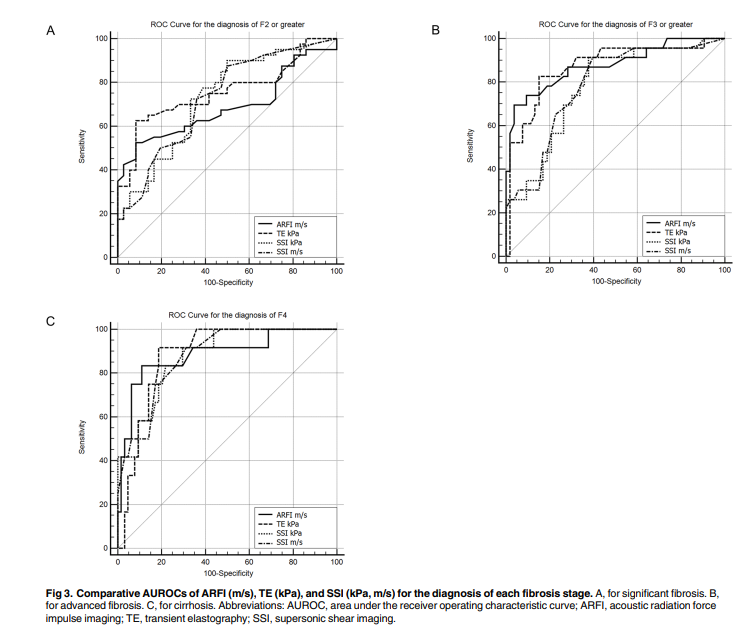 A
ROC Curve for the diagnosis of F2 or greater
100
80
60
40
20
0
Sensitivity
0 20 40 60 80 100
100-Specificity
ARFI m/s
TE kPa
SSI kPa
SSI m/s
B
ROC Curve for the diagnosis of F3 or greater
100
80
60
40
20
0
Sensitivity
0 20 40 60 80 100
100-Specificity
ARFI m/s
TE kPa
SSI kPa
SSI m/s
C
ROC Curve for the diagnosis of F4
100
80
60
40
20
0
Sensitivity
0 20 40 60 80 100
100-Specificity
ARFI m/s
TE kPa
SSI kPa
SSI m/s
Fig 3. Comparative AUROCs of ARFI (m/s), TE (kPa), and SSI (kPa, m/s) for the diagnosis of each fibrosis stage. A, for significant fibrosis. B,
for advanced fibrosis. C, for cirrhosis. Abbreviations: AUROC, area under the receiver operating characteristic curve; ARFI, acoustic radiation force
impulse imaging; TE, transient elastography; SSI, supersonic shear imaging.